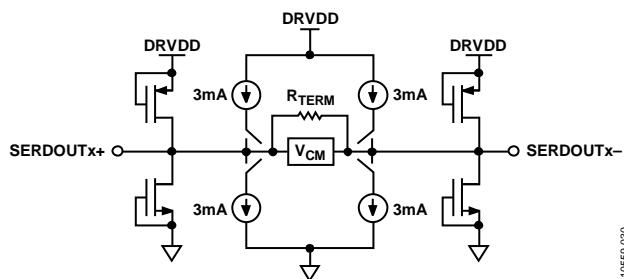 DRVDD
DRVDD
DRVDD
3mA
RTERM
3mA
SERDOUTx+
VCM
SERDOUTx–
3mA
3mA
10550-030